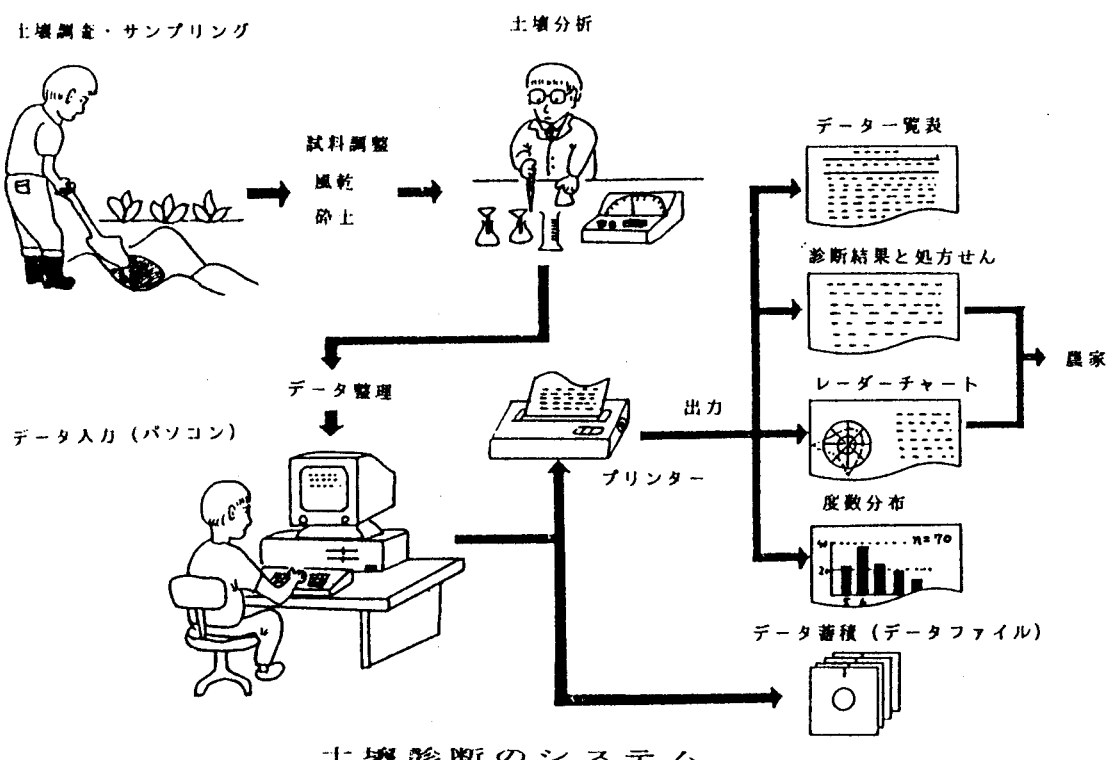 土壌調査・サンプリング
土壌分析
試料調整
風乾
砕土
データ一覧表
診断結果と処方せん
農家
データ整理
レーダーチャート
出力
データ入力(パソコン)
プリンター
度数分布
n=70
データ蓄積(データファイル)
土壌診断のシステム